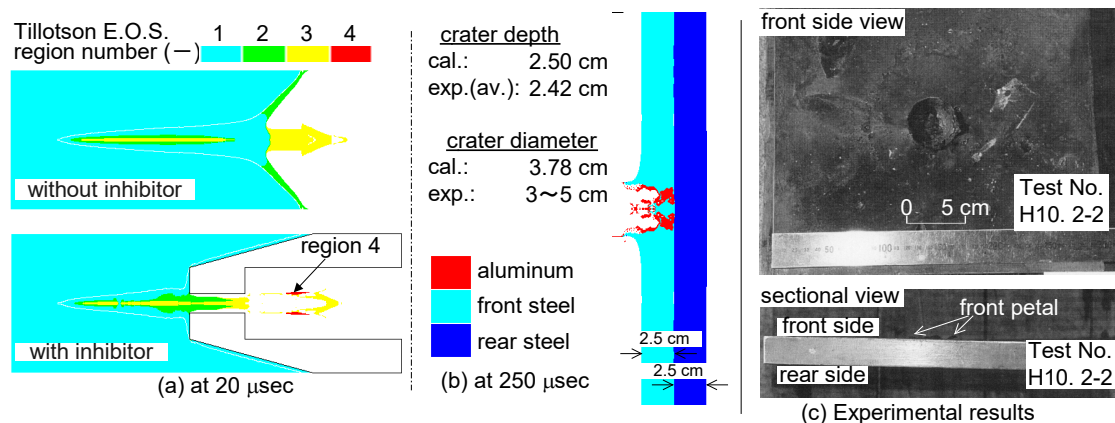 Tillotson E.O.S.
region number (—) 1 2 3 4
without inhibitor
region 4
with inhibitor
(a) at 20 μsec
crater depth
cal.: 2.50 cm
exp.(av.): 2.42 cm
crater diameter
cal.: 3.78 cm
exp.: 3～5 cm
aluminum
front steel
rear steel
2.5 cm
2.5 cm
(b) at 250 μsec
front side view
Test No.
H10. 2-2
0 5 cm
100
sectional view
front petal
front side
rear side
Test No.
H10. 2-2
(c) Experimental results